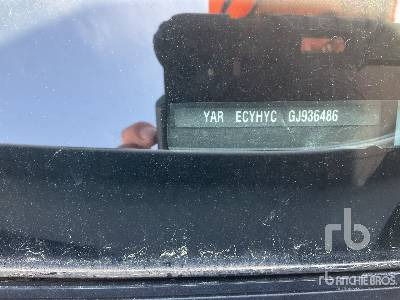 YAR ECYHYC GJ936486
rb
RITCHIE BROS.